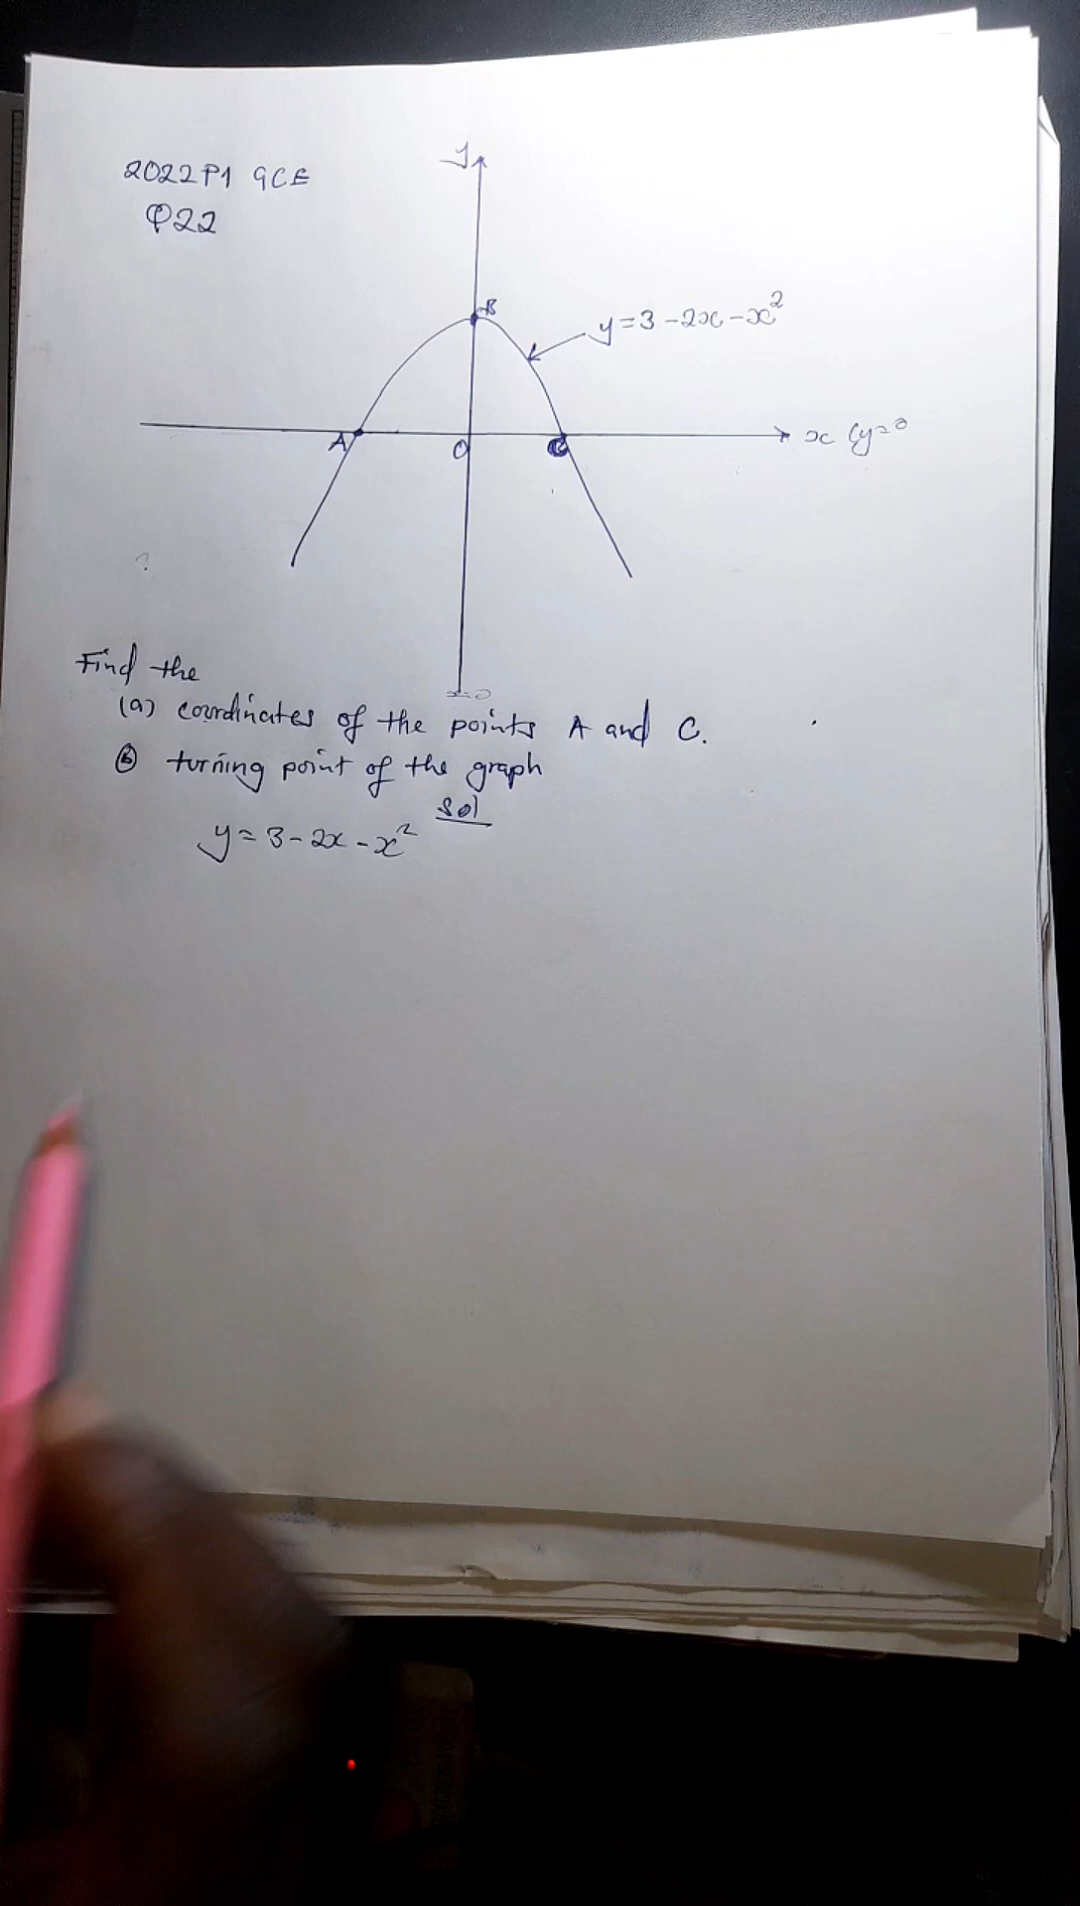 2022 P1 GCE
Q22
y
B
y = 3 - 2x - x²
A
O
C
x (y=0
x=0
Find the
(a) coordinates of the points A and C.
(b) turning point of the graph
Sol
y = 3 - 2x - x²